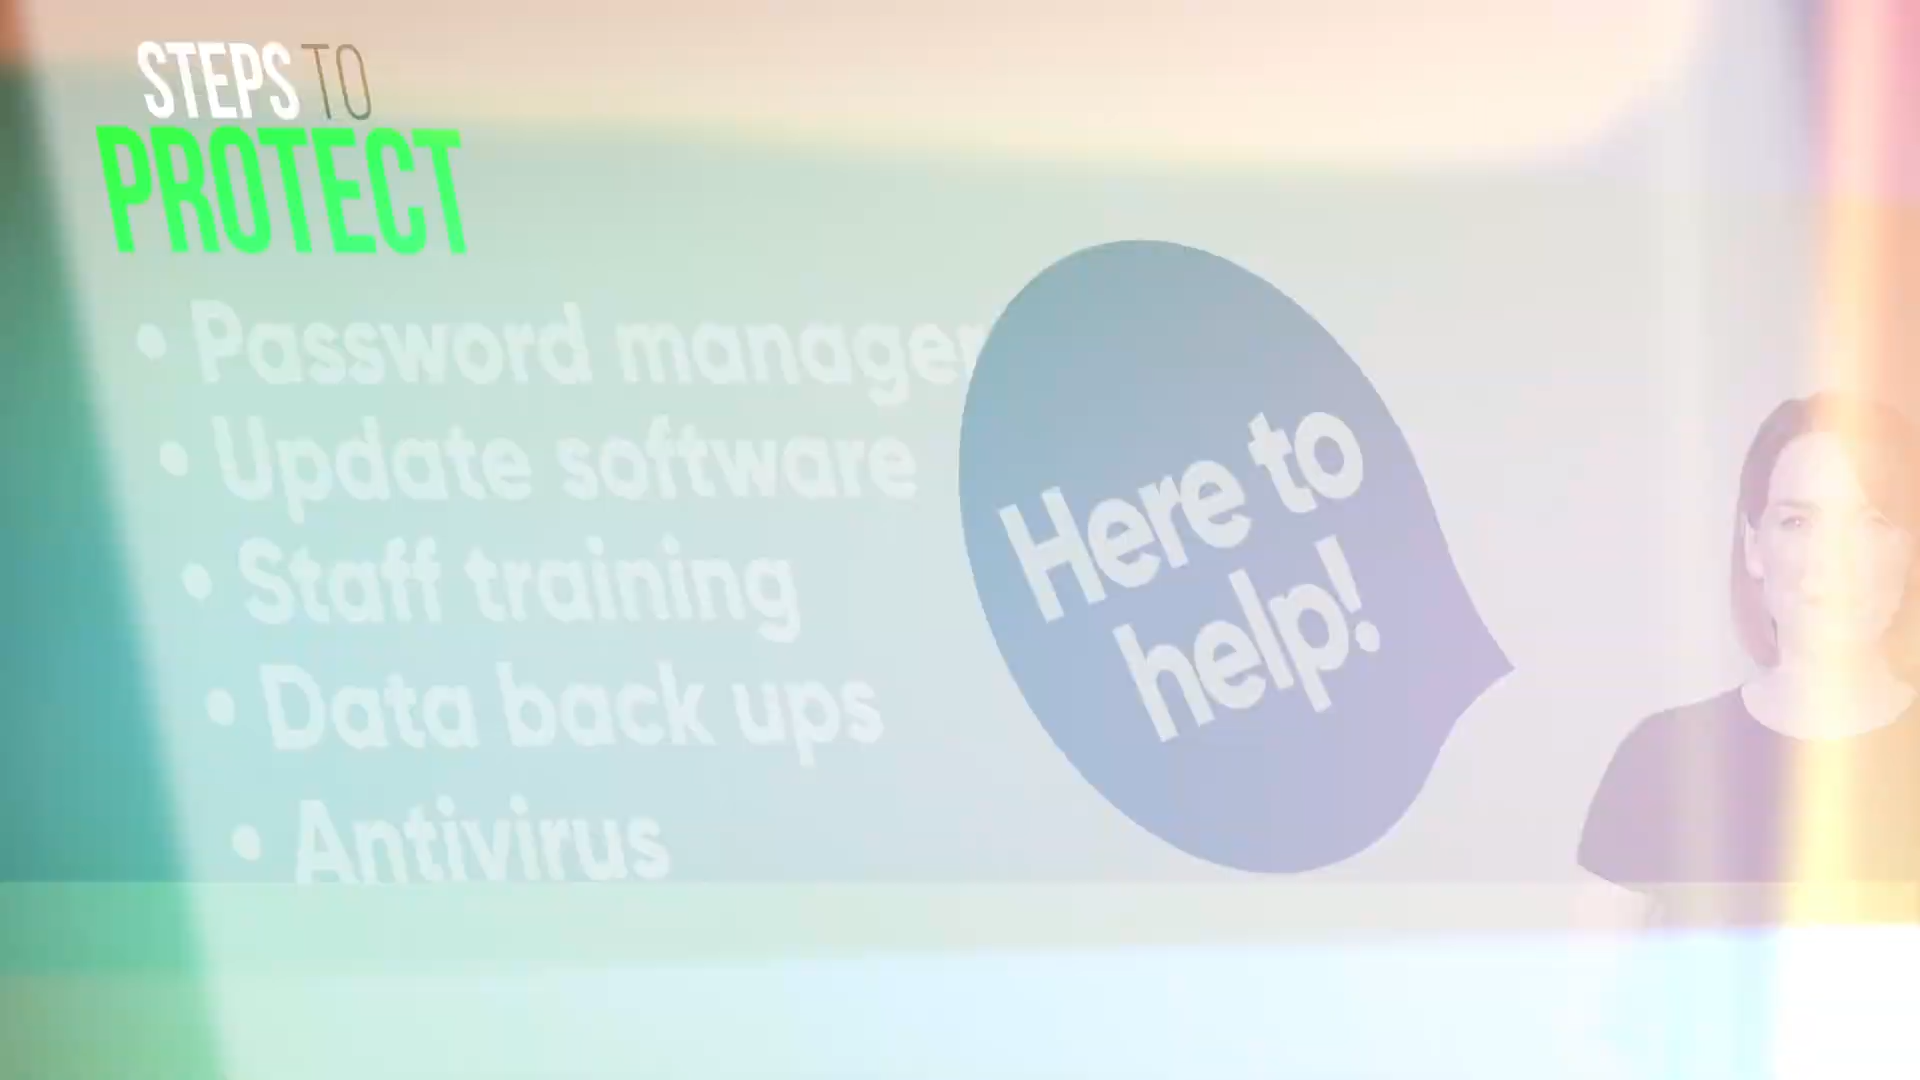 STEPS TO
PROTECT
• Password manager
• Update software
• Staff training
• Data back ups
• Antivirus
Here to
help!